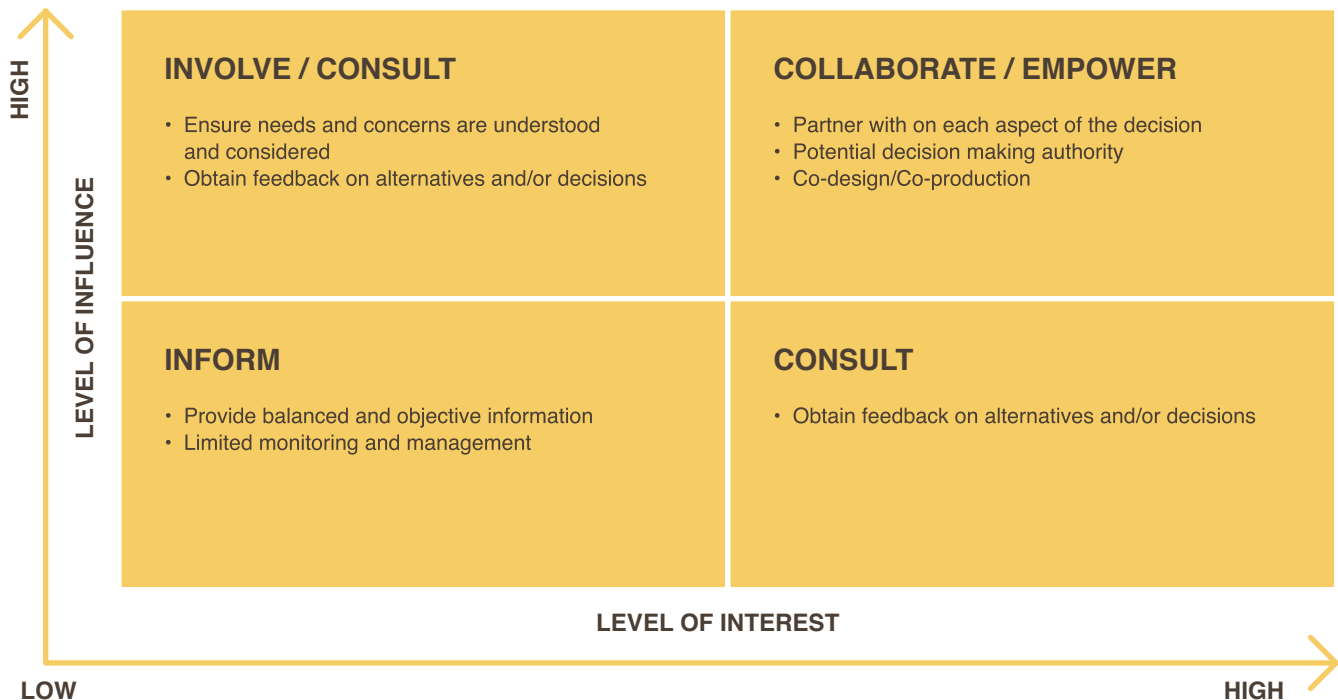 HIGH
LEVEL OF INFLUENCE
INVOLVE / CONSULT
• Ensure needs and concerns are understood
and considered
• Obtain feedback on alternatives and/or decisions
COLLABORATE / EMPOWER
• Partner with on each aspect of the decision
• Potential decision making authority
• Co-design/Co-production
INFORM
• Provide balanced and objective information
• Limited monitoring and management
CONSULT
• Obtain feedback on alternatives and/or decisions
LEVEL OF INTEREST
LOW
HIGH